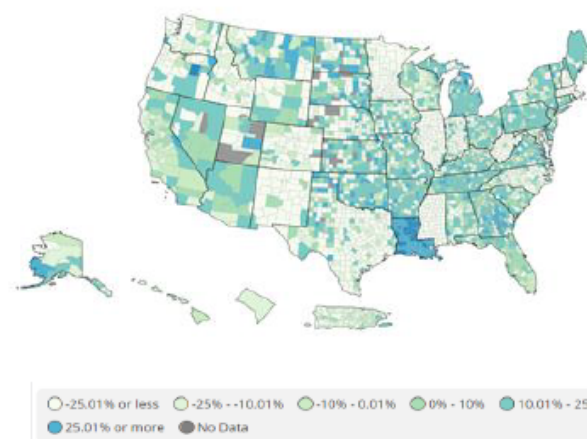 -25.01% or less -25% - -10.01% -10% - 0.01% 0% - 10% 10.01% - 25
25.01% or more No Data